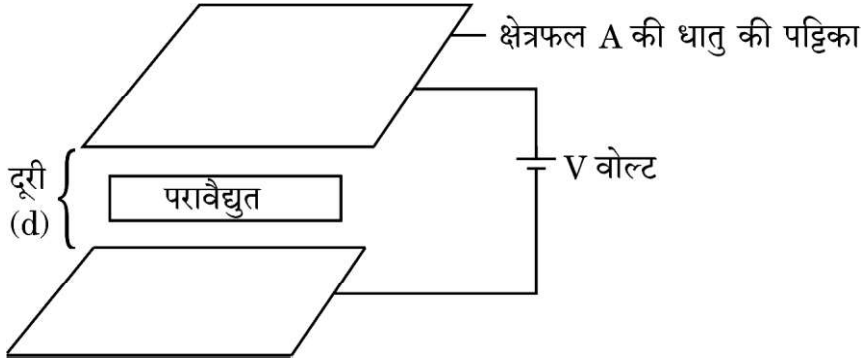 क्षेत्रफल A की धातु की पट्टिका
दूरी
(d)
परावैद्युत
V वोल्ट